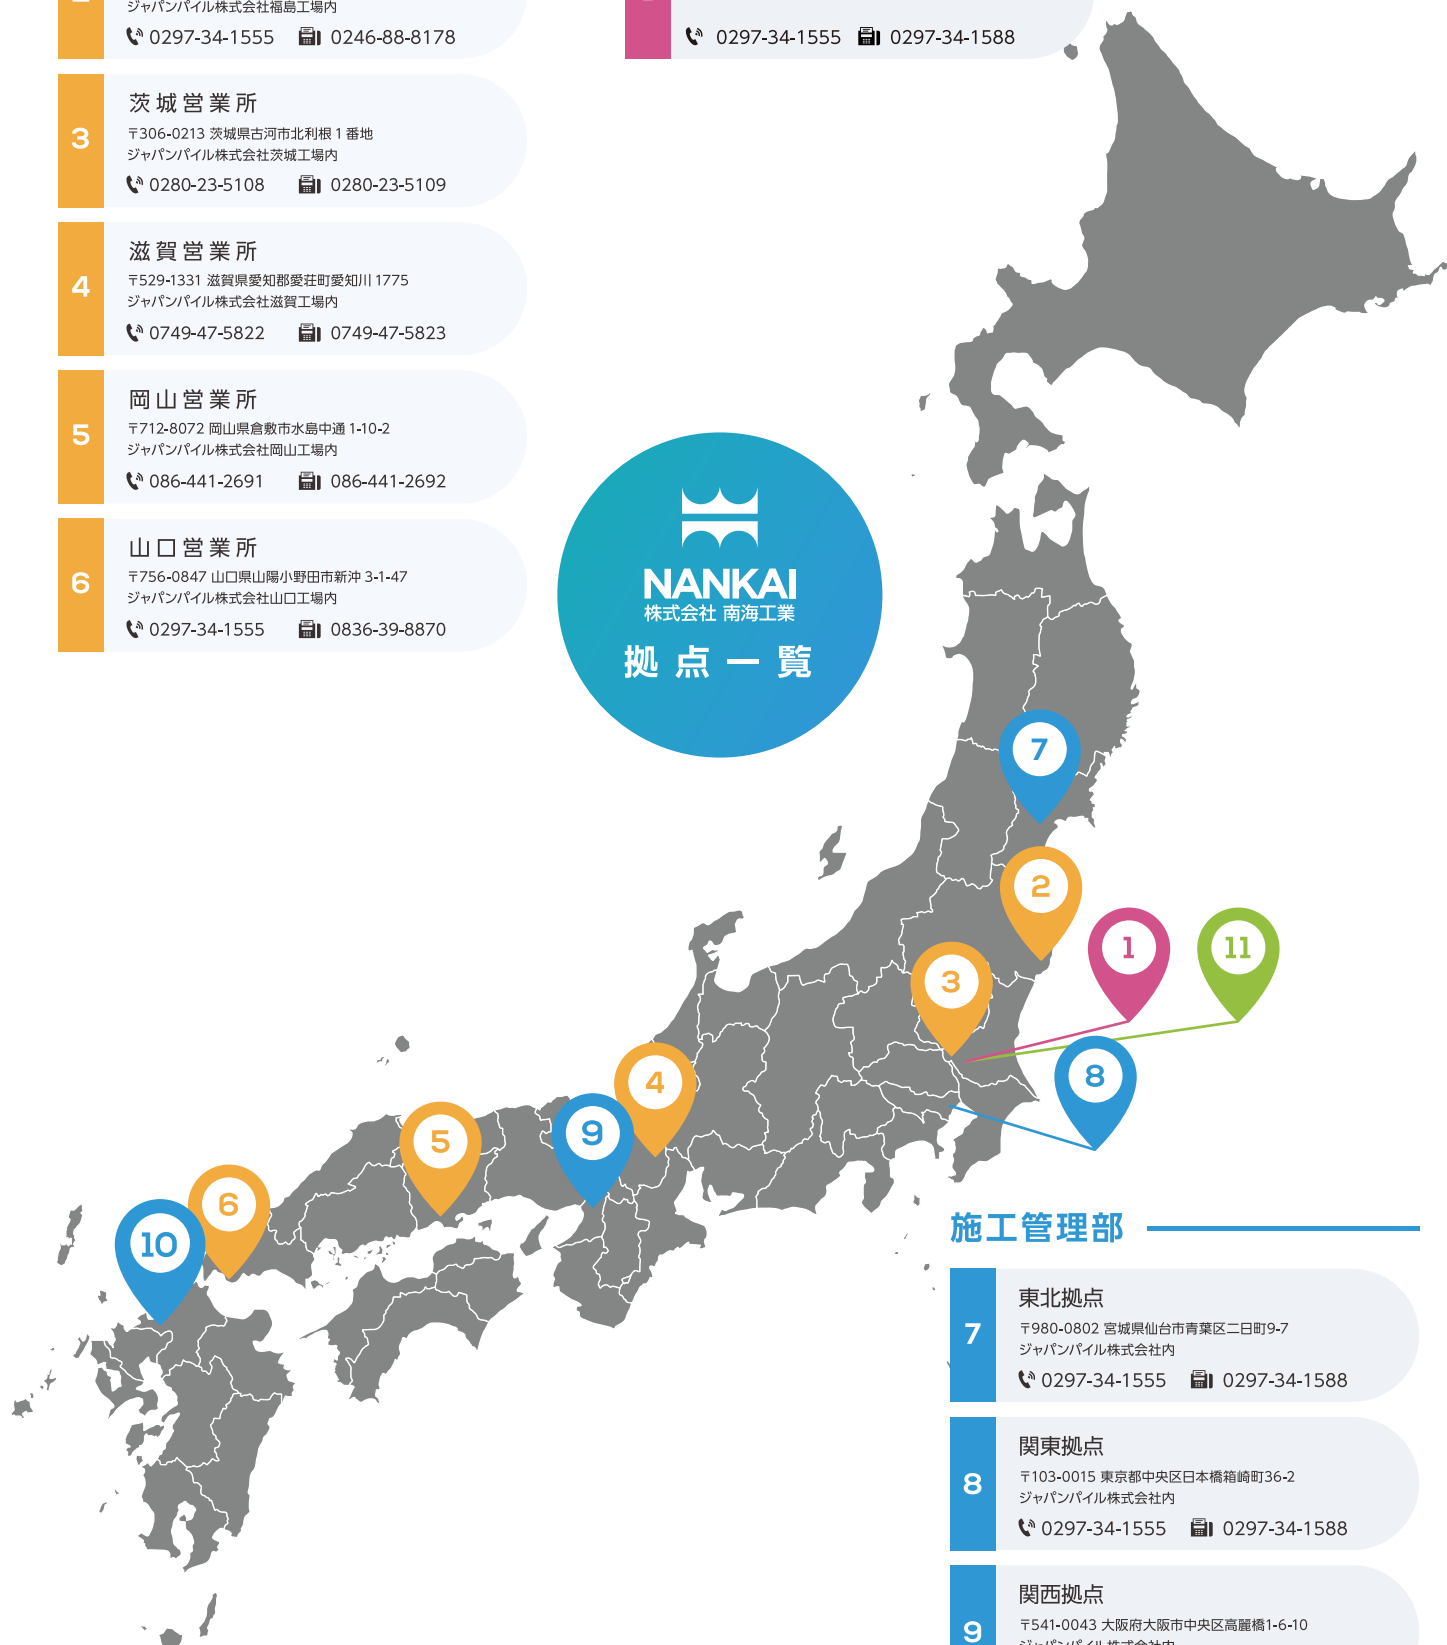 ジャパンパイル株式会社福島工場内
0297-34-1555 0246-88-8178
0297-34-1555 0297-34-1588
3
茨城営業所
〒306-0213 茨城県古河市北利根1番地
ジャパンパイル株式会社茨城工場内
0280-23-5108 0280-23-5109
4
滋賀営業所
〒529-1331 滋賀県愛知郡愛荘町愛知川1775
ジャパンパイル株式会社滋賀工場内
0749-47-5822 0749-47-5823
5
岡山営業所
〒712-8072 岡山県倉敷市水島中通 1-10-2
ジャパンパイル株式会社岡山工場内
086-441-2691 086-441-2692
6
山口営業所
〒756-0847 山口県山陽小野田市新沖 3-1-47
ジャパンパイル株式会社山口工場内
0297-34-1555 0836-39-8870
NANKAI
株式会社 南海工業
拠点一覧
7
2
1
11
3
8
4
9
5
6
10
施工管理部
7
東北拠点
〒980-0802 宮城県仙台市青葉区二日町9-7
ジャパンパイル株式会社内
0297-34-1555 0297-34-1588
8
関東拠点
〒103-0015 東京都中央区日本橋箱崎町36-2
ジャパンパイル株式会社内
0297-34-1555 0297-34-1588
9
関西拠点
〒541-0043 大阪府大阪市中央区高麗橋1-6-10
ジャパンパイル株式会社内